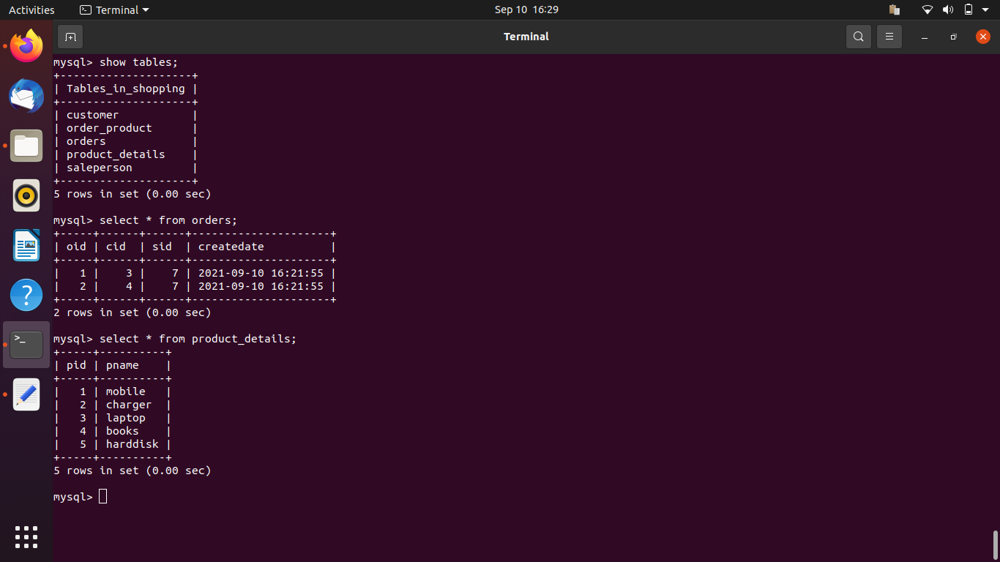 Activities Terminal Sep 10 16:29
Terminal
mysql> show tables;
+--------------------+
| Tables_in_shopping |
+--------------------+
| customer           |
| order_product      |
| orders             |
| product_details    |
| saleperson         |
+--------------------+
5 rows in set (0.00 sec)

mysql> select * from orders;
+-----+------+------+---------------------+
| oid | cid  | sid  | createdate          |
+-----+------+------+---------------------+
|   1 |    3 |    7 | 2021-09-10 16:21:55 |
|   2 |    4 |    7 | 2021-09-10 16:21:55 |
+-----+------+------+---------------------+
2 rows in set (0.00 sec)

mysql> select * from product_details;
+-----+----------+
| pid | pname    |
+-----+----------+
|   1 | mobile   |
|   2 | charger  |
|   3 | laptop   |
|   4 | books    |
|   5 | harddisk |
+-----+----------+
5 rows in set (0.00 sec)

mysql>